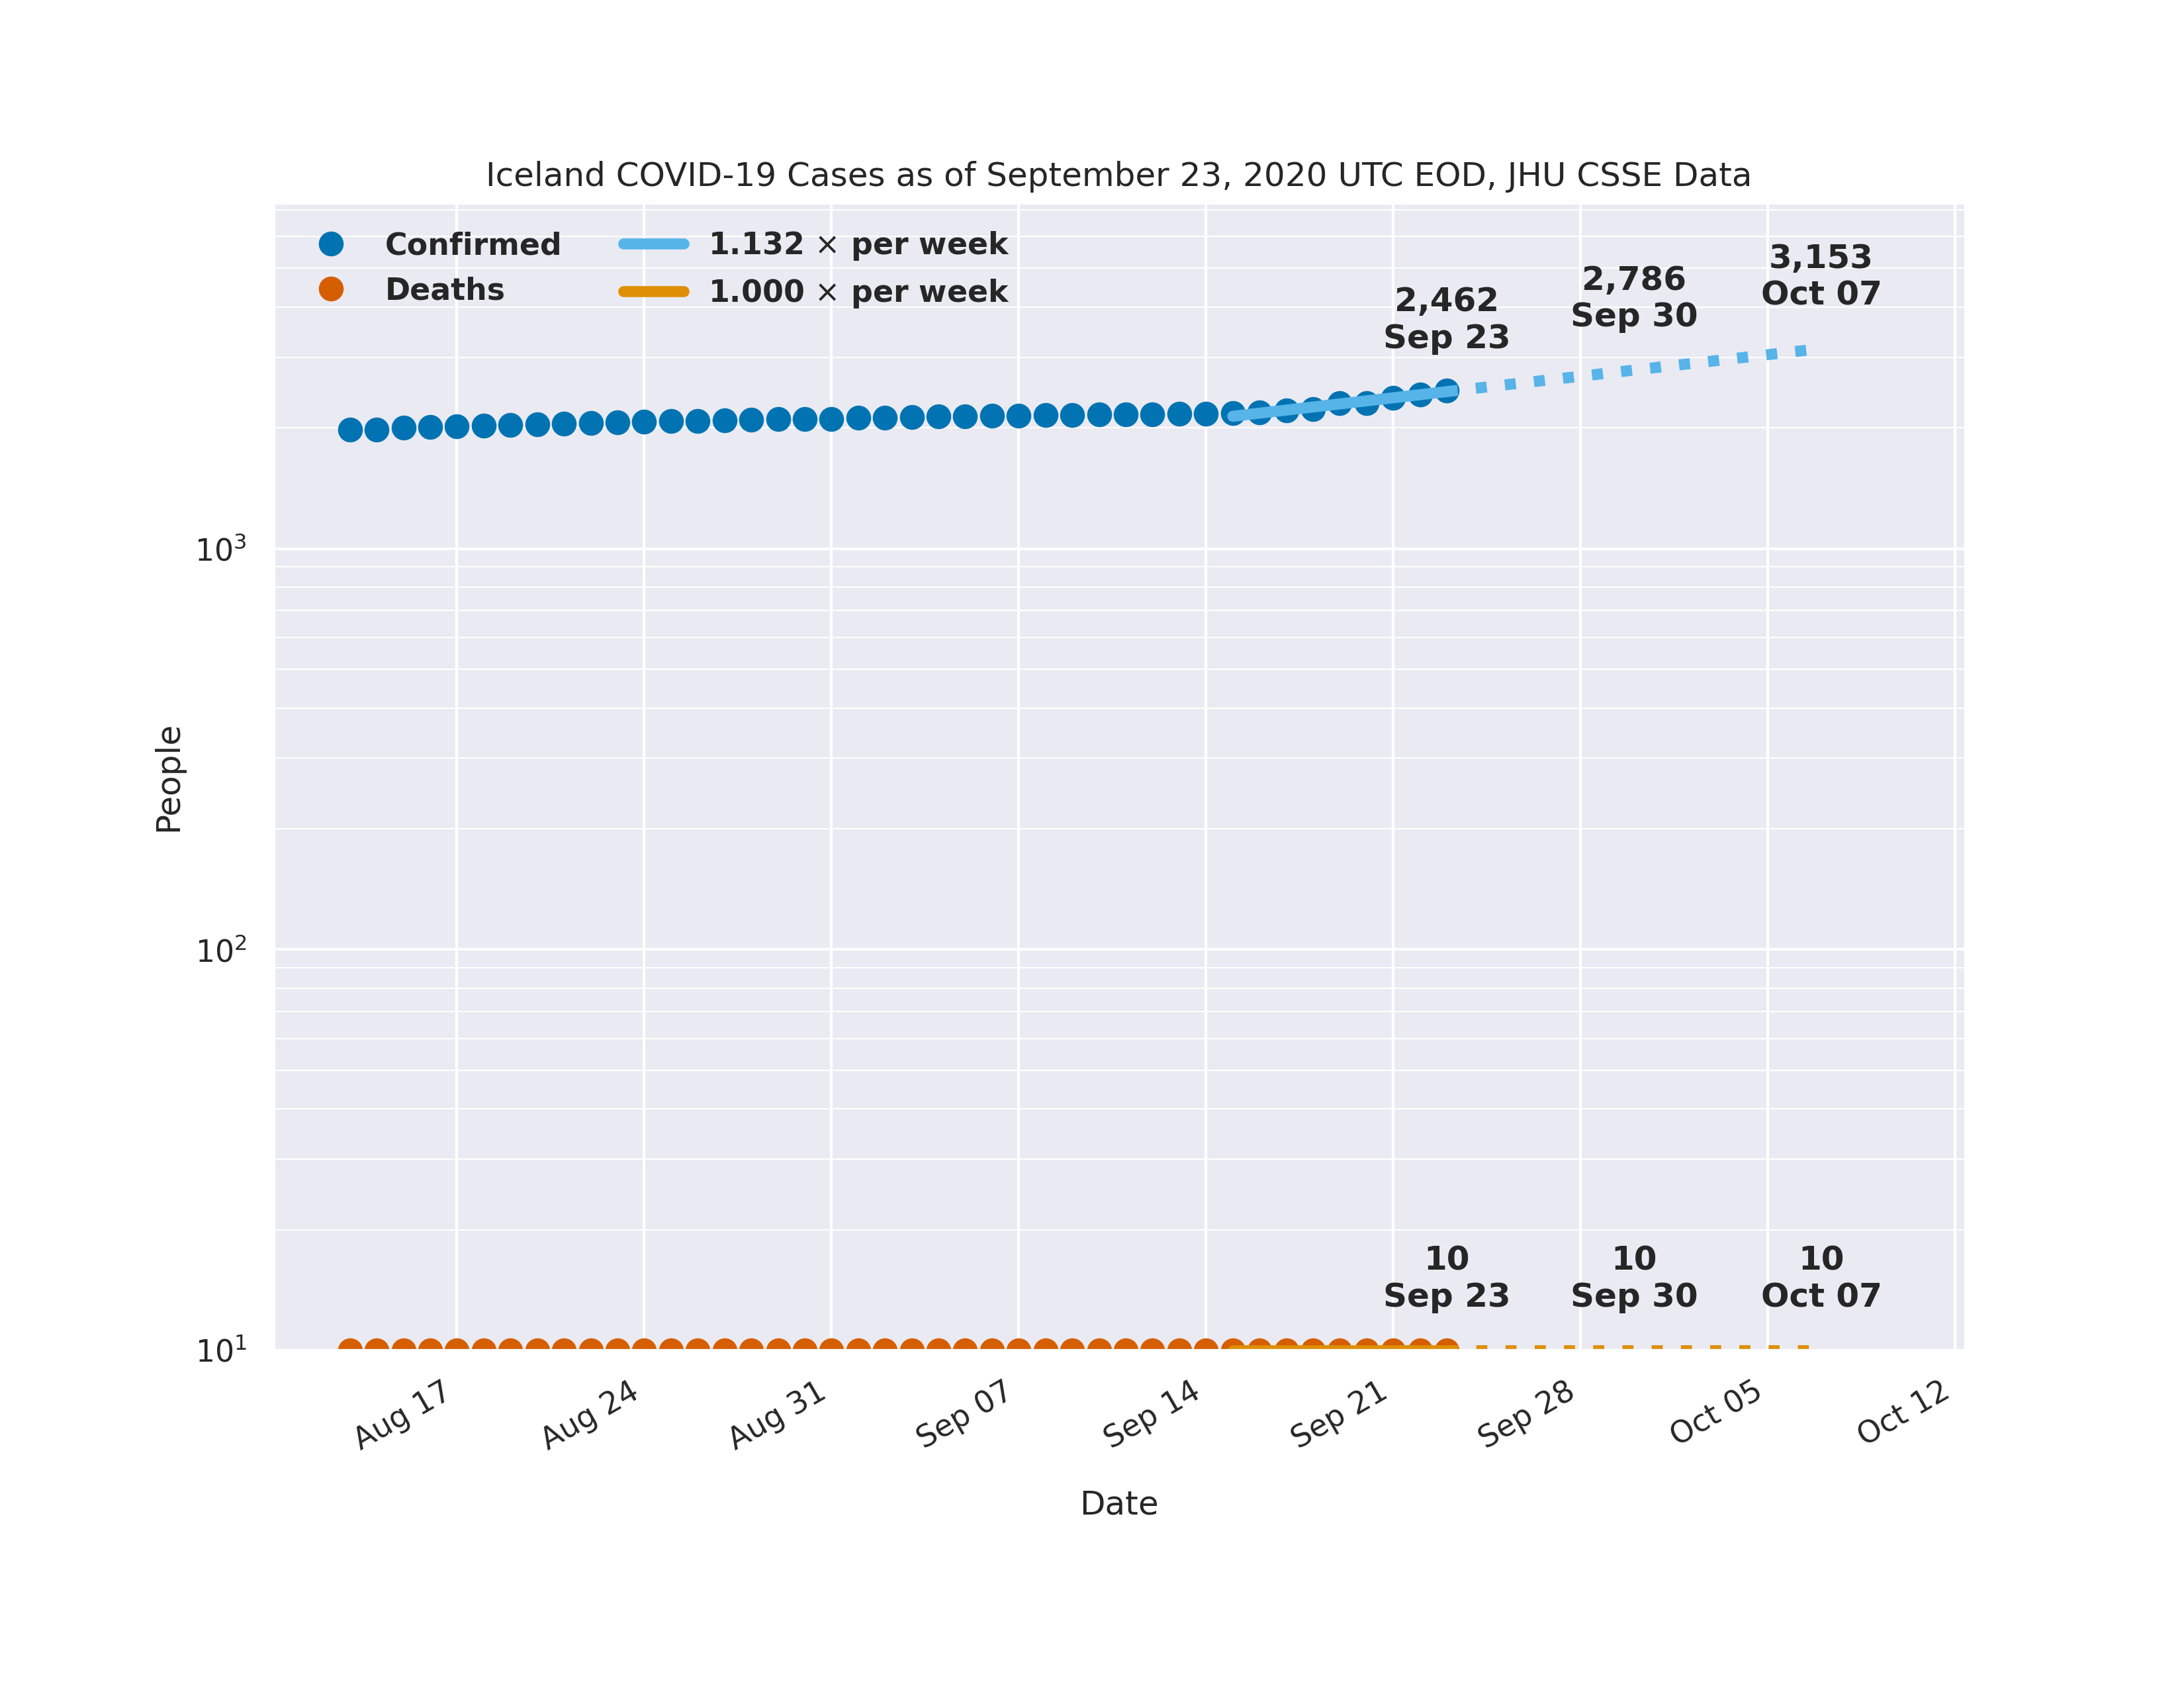 Iceland COVID-19 Cases as of September 23, 2020 UTC EOD, JHU CSSE Data
Confirmed
Deaths
1.132 × per week
1.000 × per week
2,462
Sep 23
2,786
Sep 30
3,153
Oct 07
10³
10²
10¹
People
10
Sep 23
10
Sep 30
10
Oct 07
Aug 17
Aug 24
Aug 31
Sep 07
Sep 14
Sep 21
Sep 28
Oct 05
Oct 12
Date